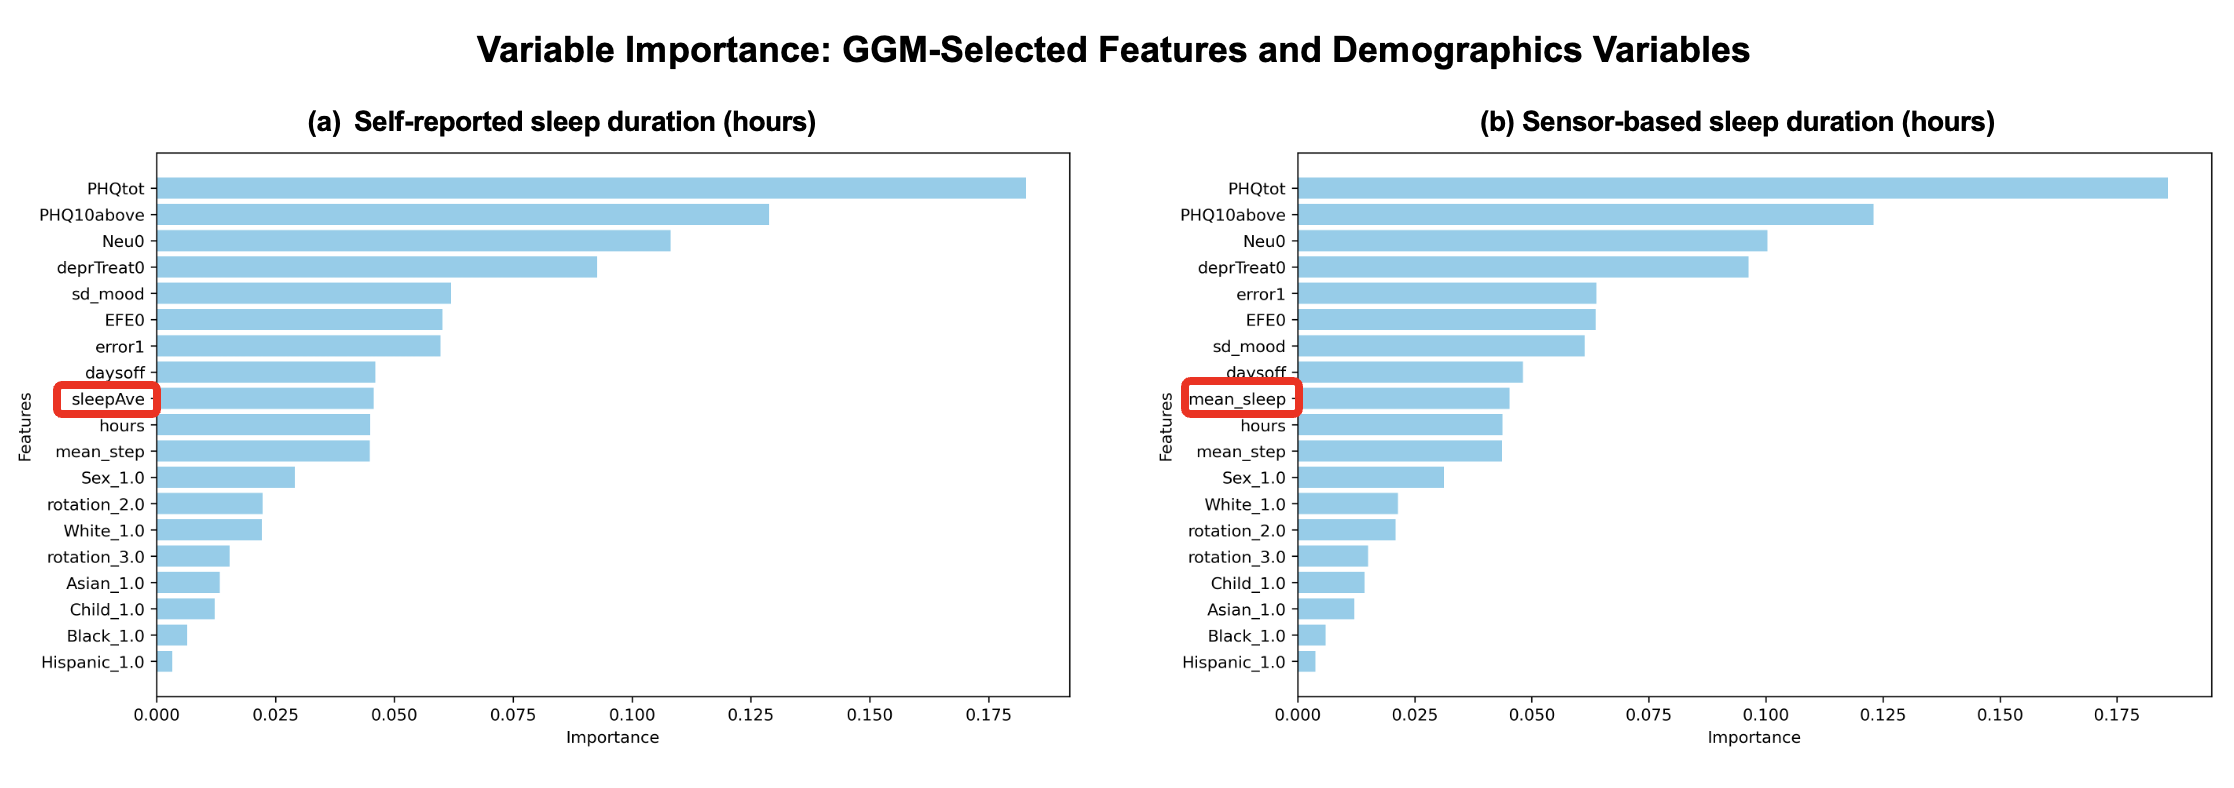 Variable Importance: GGM-Selected Features and Demographics Variables
(a) Self-reported sleep duration (hours)
PHQtot
PHQ10above
Neu0
deprTreat0
sd_mood
EFE0
error1
daysoff
sleepAve
hours
mean_step
Sex_1.0
rotation_2.0
White_1.0
rotation_3.0
Asian_1.0
Child_1.0
Black_1.0
Hispanic_1.0
Features
0.000 0.025 0.050 0.075 0.100 0.125 0.150 0.175
Importance
(b) Sensor-based sleep duration (hours)
PHQtot
PHQ10above
Neu0
deprTreat0
error1
EFE0
sd_mood
daysoff
mean_sleep
hours
mean_step
Sex_1.0
White_1.0
rotation_2.0
rotation_3.0
Child_1.0
Asian_1.0
Black_1.0
Hispanic_1.0
Features
0.000 0.025 0.050 0.075 0.100 0.125 0.150 0.175
Importance